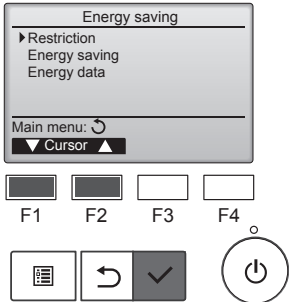 Energy saving
▶Restriction
Energy saving
Energy data
Main menu: ↺
▼ Cursor ▲
F1 F2 F3 F4